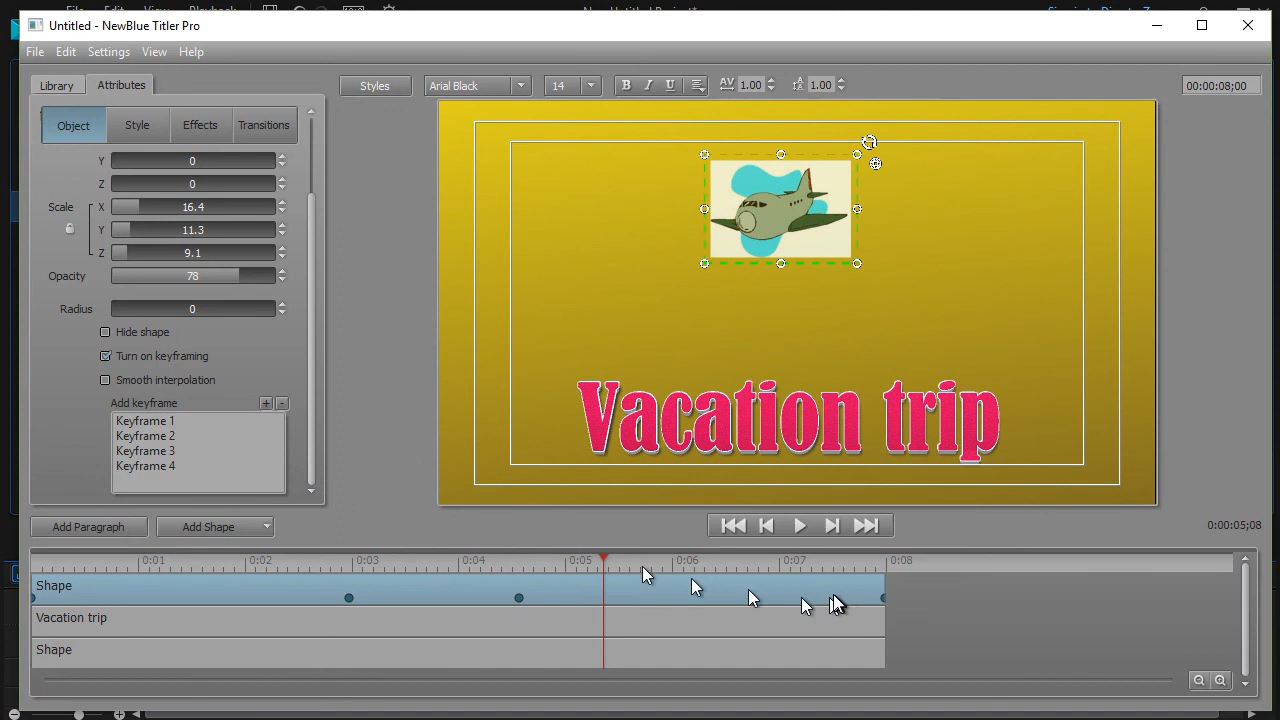 Untitled - NewBlue Titler Pro
File Edit Settings View Help
Library Attributes
Styles Arial Black 14 B I U AV 1.00 A 1.00 00:00:08;00
Object Style Effects Transitions
Y 0
Z 0
Scale X 16.4
Y 11.3
Z 9.1
Opacity 78
Radius 0
Hide shape
Turn on keyframing
Smooth interpolation
Add keyframe + -
Keyframe 1
Keyframe 2
Keyframe 3
Keyframe 4
Vacation trip
Add Paragraph Add Shape 0:00:05;08
0:01 0:02 0:03 0:04 0:05 0:06 0:07 0:08
Shape
Vacation trip
Shape